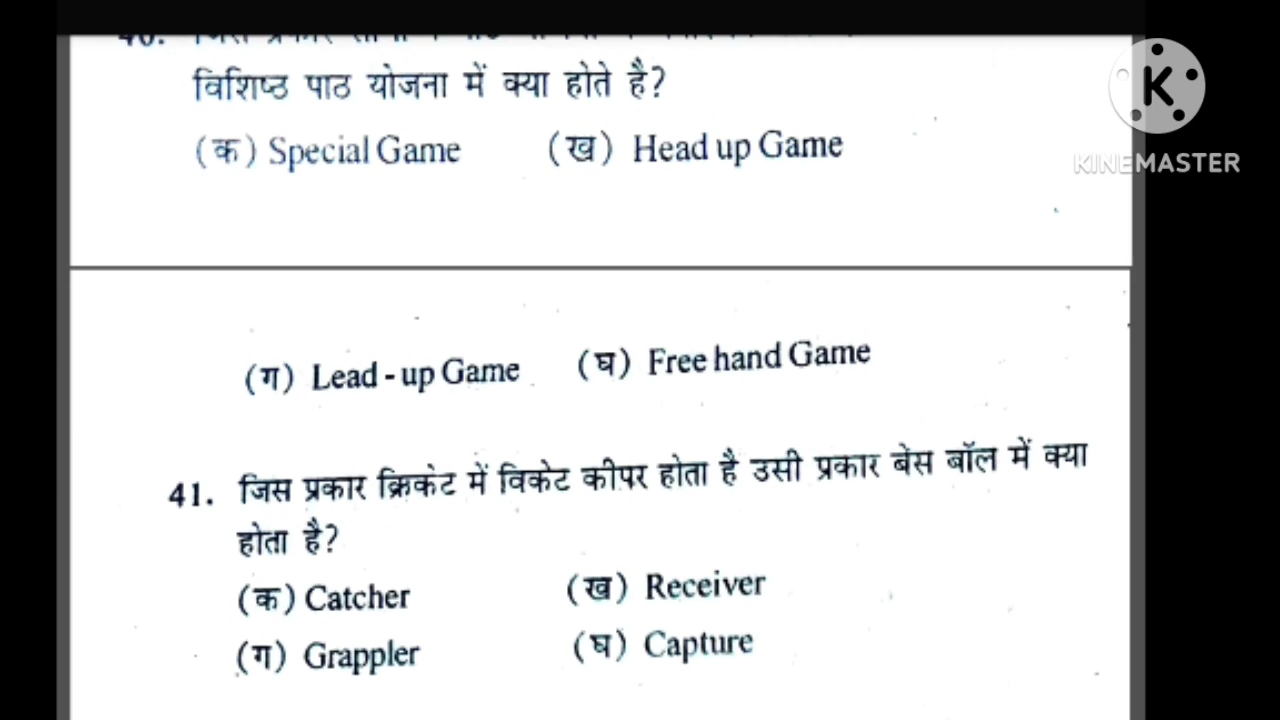 40.
विशिष्ठ पाठ योजना में क्या होते है?
(क) Special Game (ख) Head up Game
K
KINEMASTER
(ग) Lead - up Game (घ) Free hand Game
41. जिस प्रकार क्रिकेट में विकेट कीपर होता है उसी प्रकार बेस बॉल में क्या
होता है?
(क) Catcher (ख) Receiver
(ग) Grappler (घ) Capture